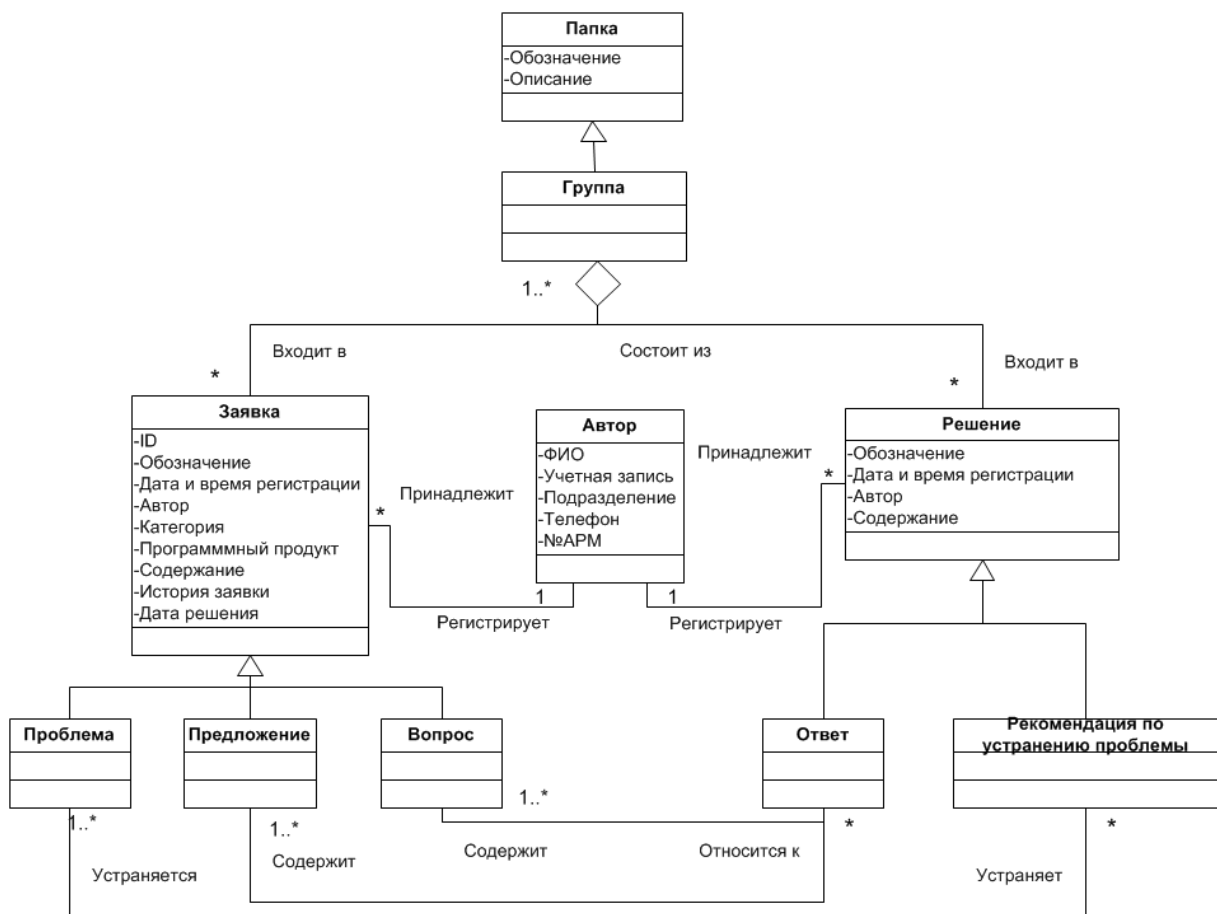 Папка
-Обозначение
-Описание
Группа
1..*
Входит в
Состоит из
Входит в
*
*
Заявка
-ID
-Обозначение
-Дата и время регистрации
-Автор
-Категория
-Программмный продукт
-Содержание
-История заявки
-Дата решения
Принадлежит
*
Автор
-ФИО
-Учетная запись
-Подразделение
-Телефон
-№АРМ
Принадлежит
*
Решение
-Обозначение
-Дата и время регистрации
-Автор
-Содержание
1
1
Регистрирует
Регистрирует
Проблема
Предложение
Вопрос
Ответ
Рекомендация по
устранению проблемы
1..*
1..*
1..*
*
*
Устраняется
Содержит
Содержит
Относится к
Устраняет